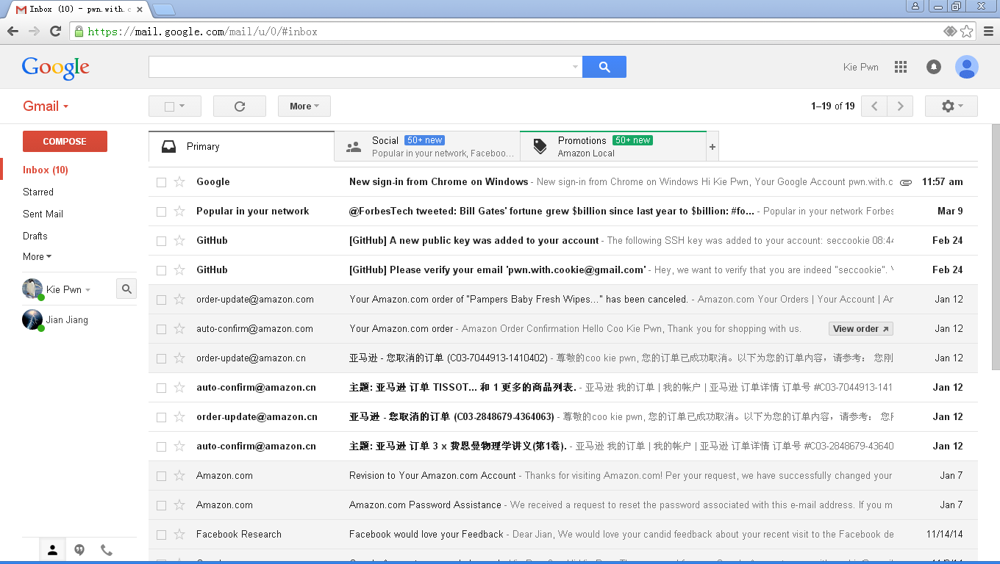 Inbox (10) - pwn.with.c
https://mail.google.com/mail/u/0/#inbox
Google
Kie Pwn
Gmail
More
1–19 of 19
COMPOSE
Inbox (10)
Starred
Sent Mail
Drafts
More
Kie Pwn
Jian Jiang
Primary
Social 50+ new
Popular in your network, Faceboo...
Promotions 50+ new
Amazon Local
+
Google New sign-in from Chrome on Windows - New sign-in from Chrome on Windows Hi Kie Pwn, Your Google Account pwn.with.c 11:57 am
Popular in your network @ForbesTech tweeted: Bill Gates' fortune grew $billion since last year to $billion: #fo... - Popular in your network Forbes Mar 9
GitHub [GitHub] A new public key was added to your account - The following SSH key was added to your account: seccookie 08:44 Feb 24
GitHub [GitHub] Please verify your email 'pwn.with.cookie@gmail.com' - Hey, we want to verify that you are indeed "seccookie". Feb 24
order-update@amazon.com Your Amazon.com order of "Pampers Baby Fresh Wipes..." has been canceled. - Amazon.com Your Orders | Your Account | Jan 12
auto-confirm@amazon.com Your Amazon.com order - Amazon Order Confirmation Hello Coo Kie Pwn, Thank you for shopping with us. View order Jan 12
order-update@amazon.cn 亚马逊 - 您取消的订单 (C03-7044913-1410402) - 尊敬的coo kie pwn, 您的订单已成功取消。以下为您的订单内容，请参考： 您刚 Jan 12
auto-confirm@amazon.cn 主题: 亚马逊 订单 TISSOT... 和 1 更多的商品列表. - 亚马逊 我的订单 | 我的帐户 | 亚马逊 订单详情 订单号 #C03-7044913-141 Jan 12
order-update@amazon.cn 亚马逊 - 您取消的订单 (C03-2848679-4364063) - 尊敬的coo kie pwn, 您的订单已成功取消。以下为您的订单内容，请参考： Jan 12
auto-confirm@amazon.cn 主题: 亚马逊 订单 3 x 费恩曼物理学讲义(第1卷). - 亚马逊 我的订单 | 我的帐户 | 亚马逊 订单详情 订单号 #C03-2848679-43640 Jan 12
Amazon.com Revision to Your Amazon.com Account - Thanks for visiting Amazon.com! Per your request, we have successfully changed your Jan 7
Amazon.com Amazon.com Password Assistance - We received a request to reset the password associated with this e-mail address. If you m Jan 7
Facebook Research Facebook would love your Feedback - Dear Jian, We would love your candid feedback about your recent visit to the Facebook de 11/14/14